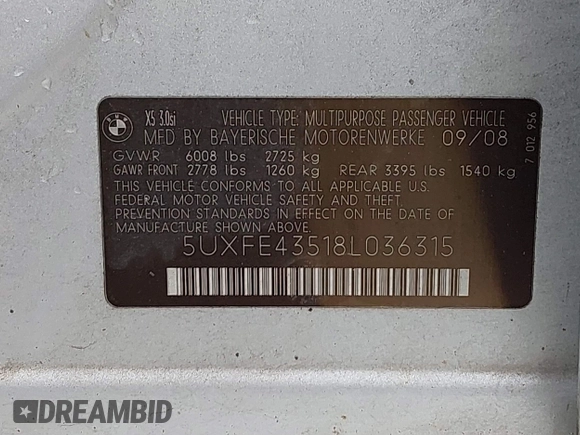 BMW
X5 3.0si
VEHICLE TYPE: MULTIPURPOSE PASSENGER VEHICLE
MFD BY BAYERISCHE MOTORENWERKE 09/08
GVWR 6008 lbs 2725 kg
GAWR FRONT 2778 lbs 1260 kg REAR 3395 lbs 1540 kg
THIS VEHICLE CONFORMS TO ALL APPLICABLE U.S.
FEDERAL MOTOR VEHICLE SAFETY AND THEFT
PREVENTION STANDARDS IN EFFECT ON THE DATE OF
MANUFACTURE SHOWN ABOVE.
5UXFE43518L036315
7 012 956
DREAMBID